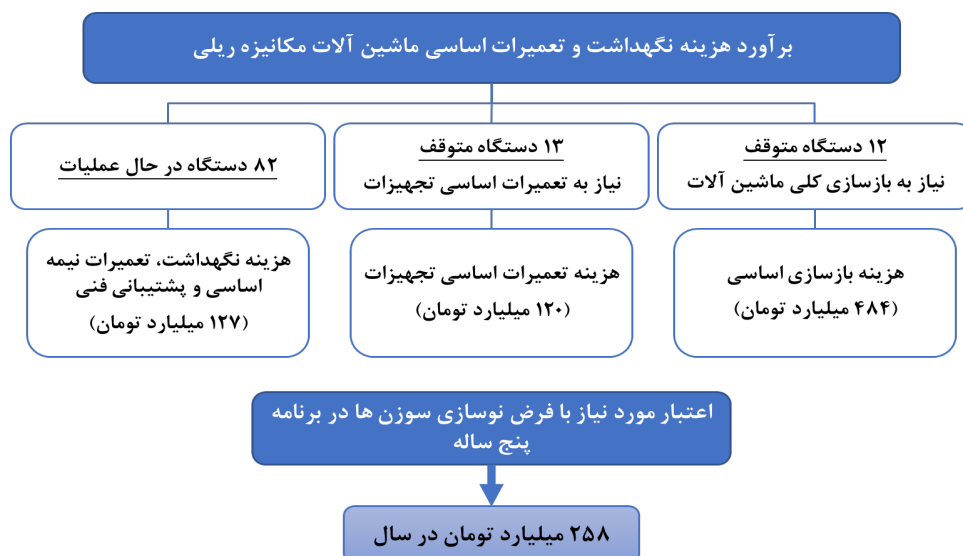 برآورد هزینه نگهداشت و تعمیرات اساسی ماشین آلات مکانیزه ریلی
۱۲ دستگاه متوقف
نیاز به بازسازی کلی ماشین آلات
۱۳ دستگاه متوقف
نیاز به تعمیرات اساسی تجهیزات
۸۲ دستگاه در حال عملیات
هزینه بازسازی اساسی
(۴۸۴ میلیارد تومان)
هزینه تعمیرات اساسی تجهیزات
(۱۲۰ میلیارد تومان)
هزینه نگهداشت، تعمیرات نیمه
اساسی و پشتیبانی فنی
(۱۲۷ میلیارد تومان)
اعتبار مورد نیاز با فرض نوسازی سوزن ها در برنامه
پنج ساله
۲۵۸ میلیارد تومان در سال